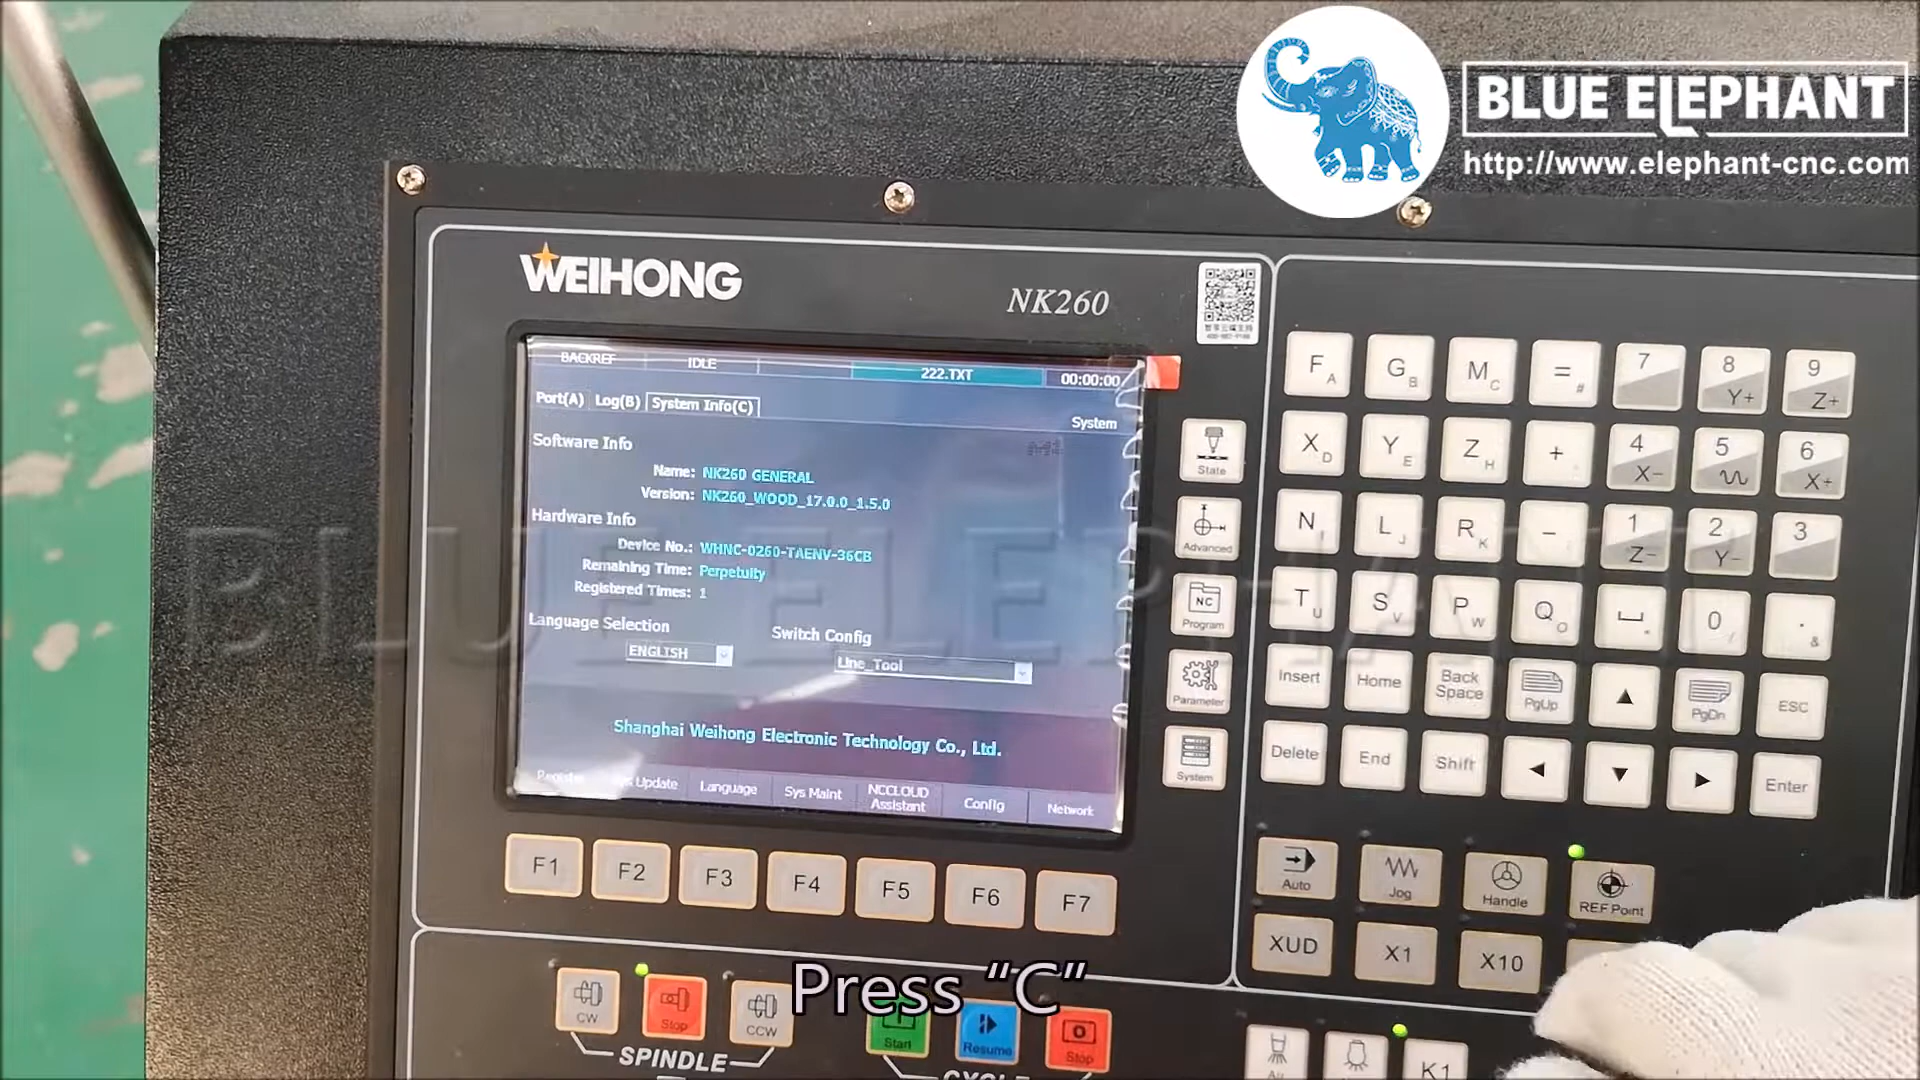 BLUE ELEPHANT
http://www.elephant-cnc.com
WEIHONG
NK260
BACKREF IDLE 222.TXT 00:00:00
Port(A) Log(B) System Info(C)
System
Software Info
Name: NK260 GENERAL
Version: NK260_WOOD_17.0.0_1.5.0
Hardware Info
Device No.: WHNC-0260-TAENV-36CB
Remaining Time: Perpetuity
Registered Times: 1
Language Selection
Switch Config
ENGLISH
Line_Tool
Shanghai Weihong Electronic Technology Co., Ltd.
Update Language Sys Maint NCCLOUD Assistant Config Network
F1 F2 F3 F4 F5 F6 F7
State
Advanced
NC
Program
Parameter
System
F A G B M C = # 7 8 Y+ 9 Z+
X D Y E Z H + 4 X- 5 6 X+
N I L J R K - 1 Z- 2 Y- 3
T U S V P W Q O 0 . &
Insert Home Back Space PgUp ▲ PgDn ESC
Delete End Shift ◄ ▼ ► Enter
Auto Jog Handle REF Point
XUD X1 X10
CW Stop CCW
SPINDLE
Start Resume Stop
CYCLE
Air K1
Press “C”
BLUE ELEPHANT